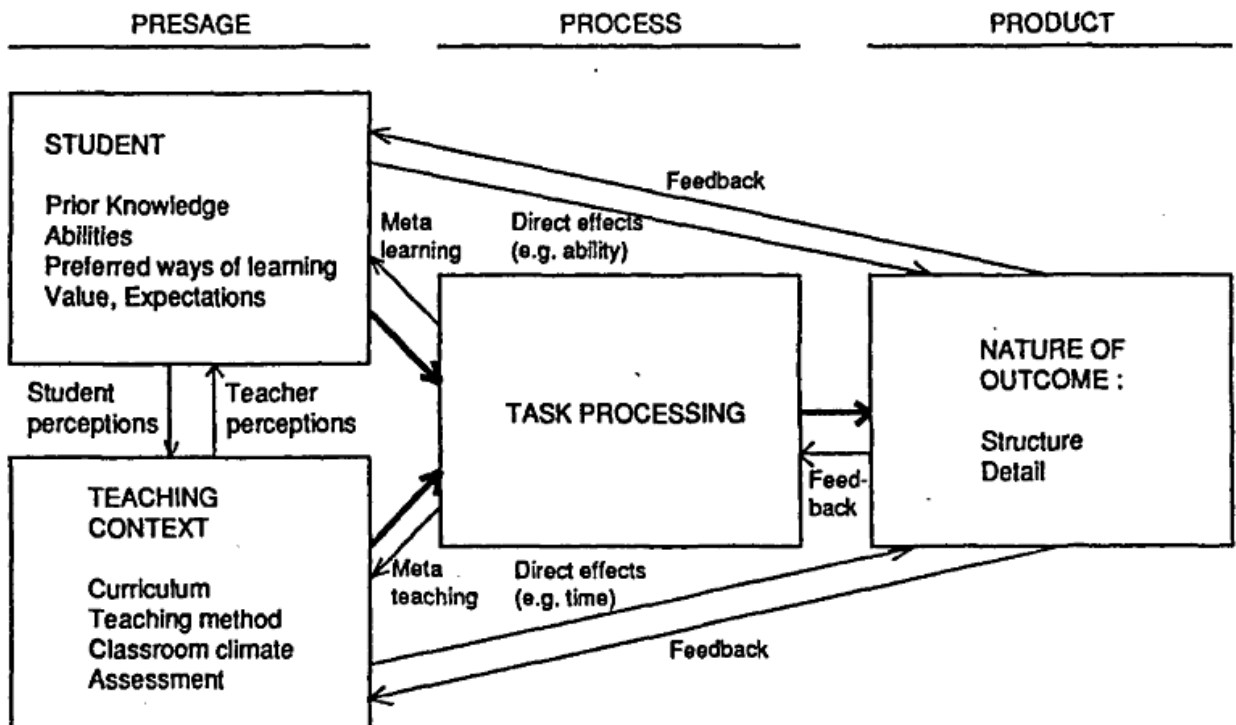 PRESAGE
PROCESS
PRODUCT
STUDENT
Prior Knowledge
Abilities
Preferred ways of learning
Value, Expectations
Meta
learning
Direct effects
(e.g. ability)
Feedback
Student
perceptions
Teacher
perceptions
TASK PROCESSING
NATURE OF
OUTCOME :
Structure
Detail
Feed-
back
TEACHING
CONTEXT
Curriculum
Teaching method
Classroom climate
Assessment
Meta
teaching
Direct effects
(e.g. time)
Feedback